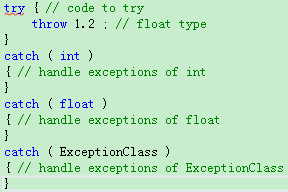 try { // code to try
throw 1.2 ; // float type
}
catch ( int )
{ // handle exceptions of int
}
catch ( float )
{ // handle exceptions of float
}
catch ( ExceptionClass )
{ // handle exceptions of ExceptionClass
}